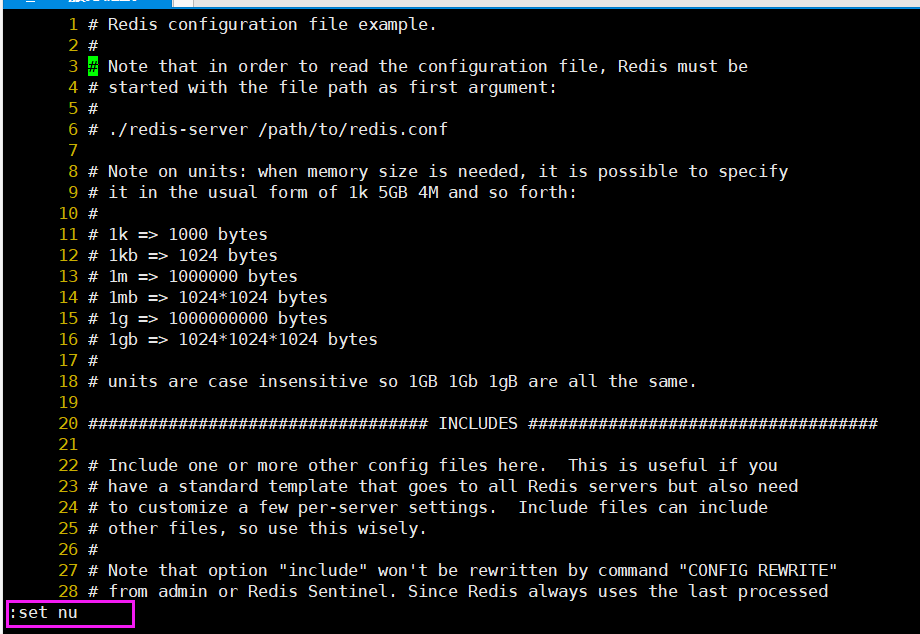 1 # Redis configuration file example.
2 #
3 # Note that in order to read the configuration file, Redis must be
4 # started with the file path as first argument:
5 #
6 # ./redis-server /path/to/redis.conf
7
8 # Note on units: when memory size is needed, it is possible to specify
9 # it in the usual form of 1k 5GB 4M and so forth:
10 #
11 # 1k => 1000 bytes
12 # 1kb => 1024 bytes
13 # 1m => 1000000 bytes
14 # 1mb => 1024*1024 bytes
15 # 1g => 1000000000 bytes
16 # 1gb => 1024*1024*1024 bytes
17 #
18 # units are case insensitive so 1GB 1Gb 1gB are all the same.
19
20 ################################## INCLUDES ###################################
21
22 # Include one or more other config files here.  This is useful if you
23 # have a standard template that goes to all Redis servers but also need
24 # to customize a few per-server settings.  Include files can include
25 # other files, so use this wisely.
26 #
27 # Note that option "include" won't be rewritten by command "CONFIG REWRITE"
28 # from admin or Redis Sentinel. Since Redis always uses the last processed
:set nu